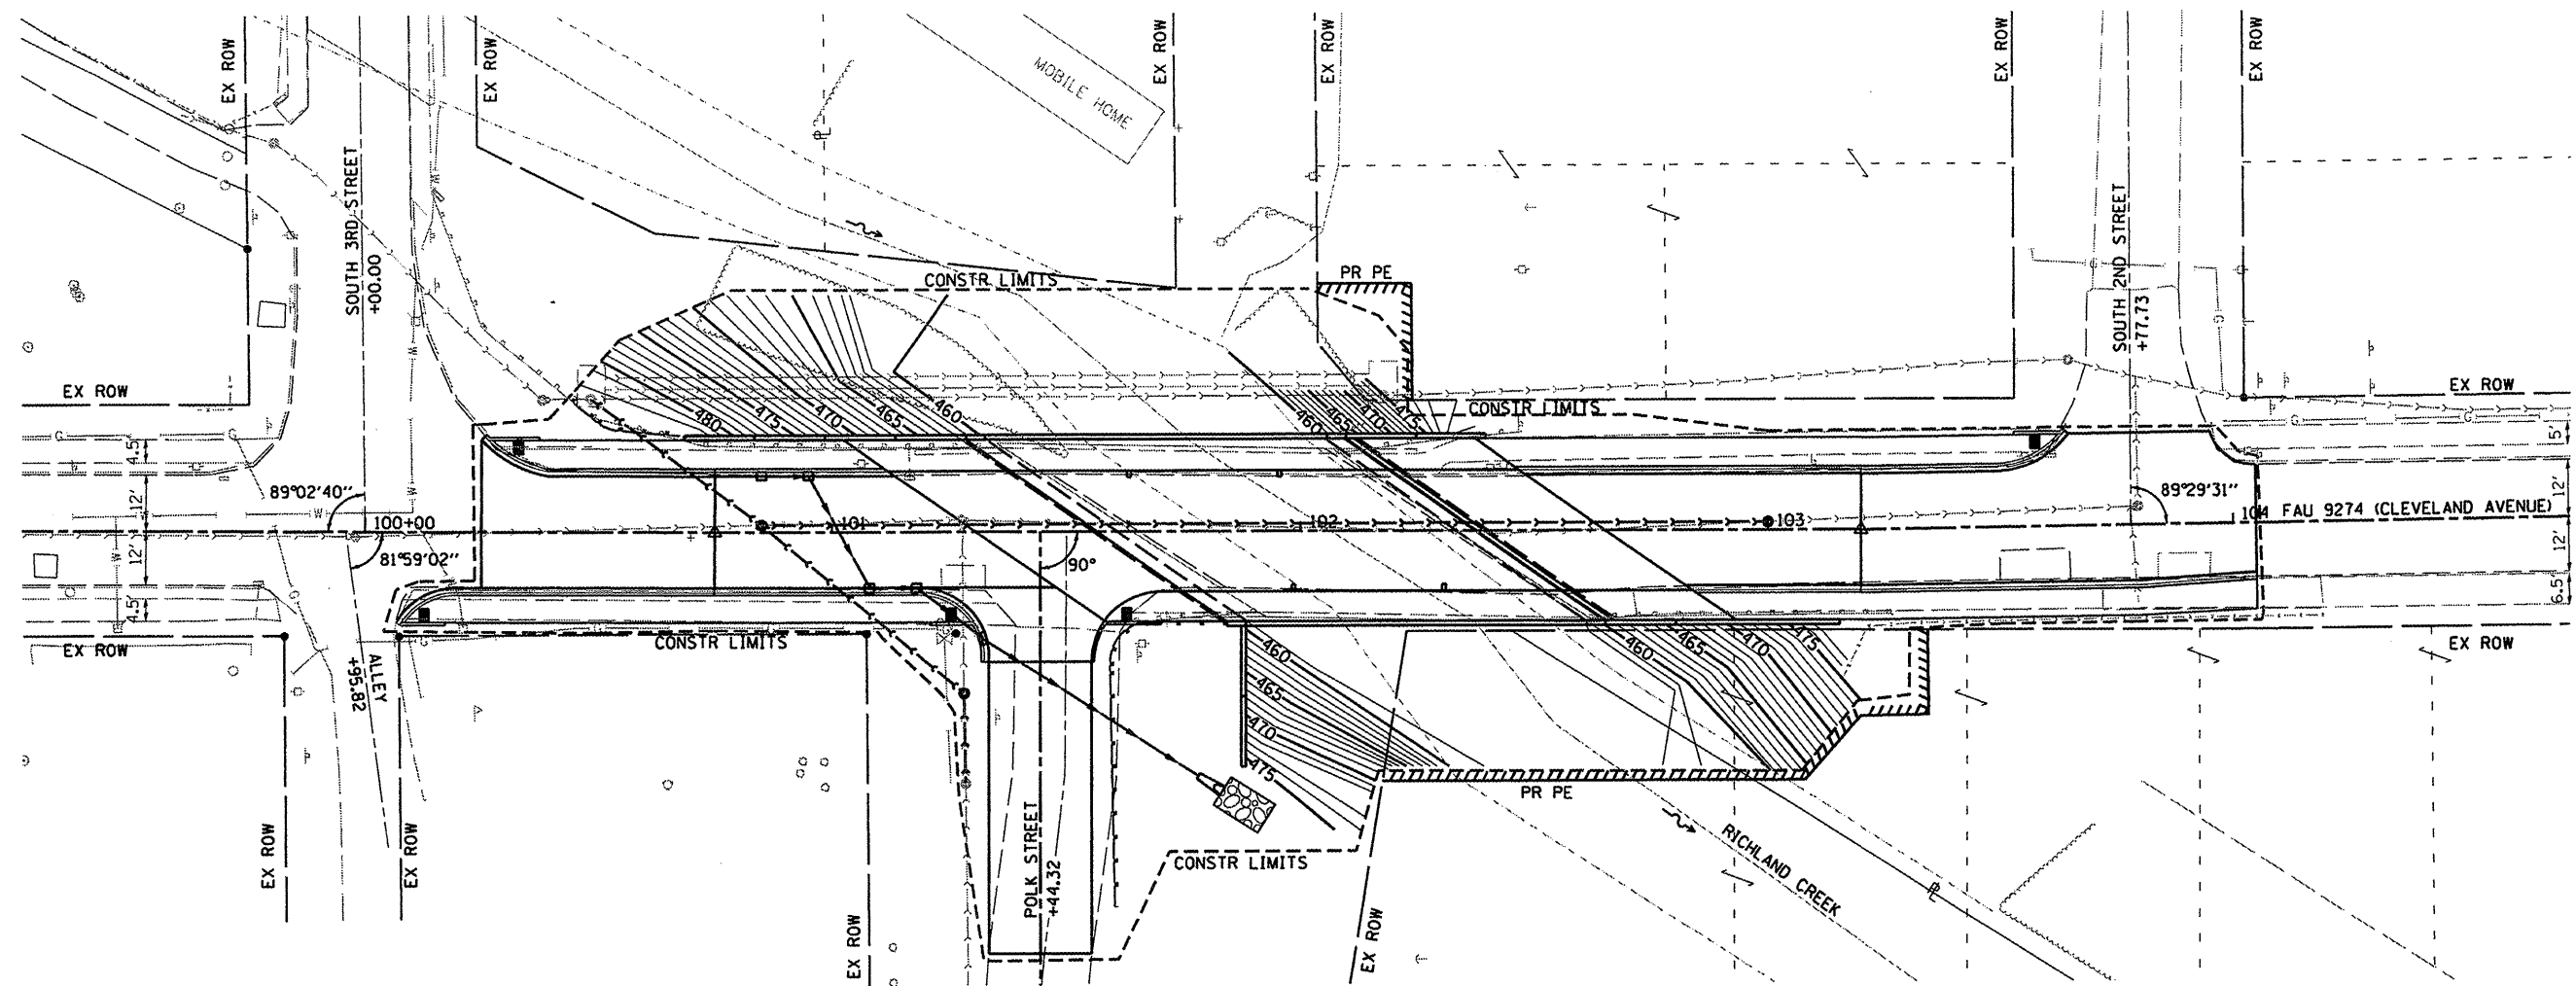 EX ROW
EX ROW
EX ROW
EX ROW
EX ROW
EX ROW
MOBILE HOME
SOUTH 3RD STREET
+00.00
SOUTH 2ND STREET
+77.73
CONSTR LIMITS
PR PE
EX ROW
EX ROW
CONSTR LIMITS
480
475
470
465
460
460
465
470
475
4.5'
12'
12'
4.5'
5'
12'
12'
6.5'
89°02'40"
100+00
101
102
103
104 FAU 9274 (CLEVELAND AVENUE)
89°29'31"
81°59'02"
90°
EX ROW
CONSTR LIMITS
EX ROW
ALLEY
+95.82
460
465
470
475
460
465
470
475
PR PE
POLK STREET
+44.32
CONSTR LIMITS
RICHLAND CREEK
EX ROW
EX ROW
EX ROW
EX ROW